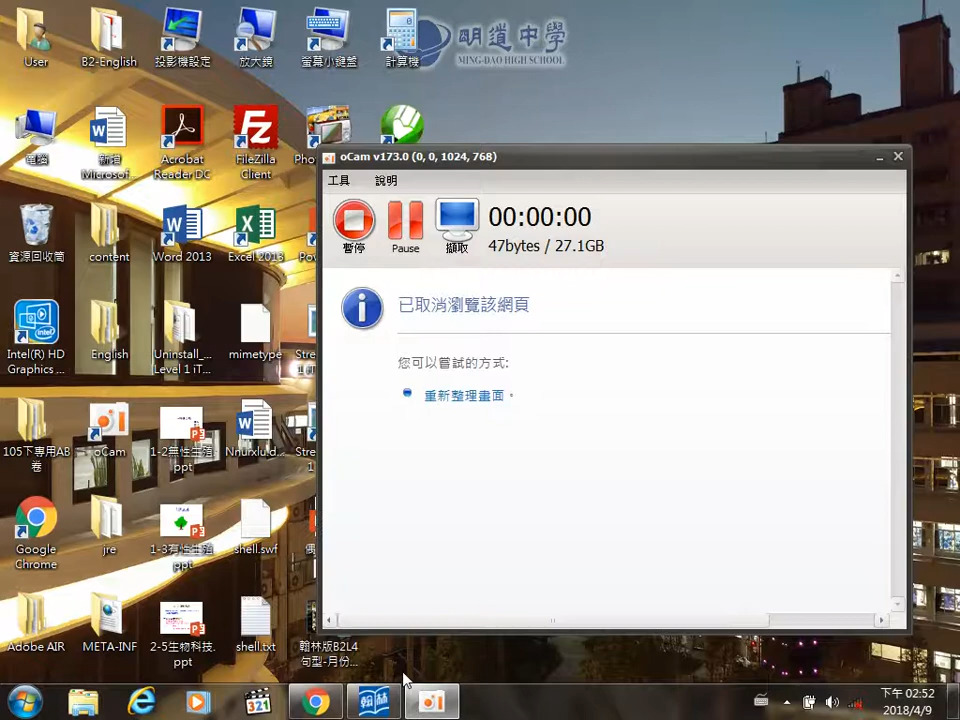 明道中學
MING-DAO HIGH SCHOOL
User
B2-English
投影機設定
放大鏡
螢幕小鍵盤
計算機
電腦
新增
Microsof...
Acrobat
Reader DC
FileZilla
Client
Pho
資源回收筒
content
Word 2013
Excel 2013
Pow
Intel(R) HD
Graphics ...
English
Uninstall_...
Level 1 iT...
mimetype
Stre
105下專用AB
卷
oCam
1-2無性生殖.
ppt
Nnurxlu.d...
Stre
1
Google
Chrome
jre
1-3有性生殖.
ppt
shell.swf
偶
Adobe AIR
META-INF
2-5生物科技.
ppt
shell.txt
翰林版B2L4
句型-月份...
oCam v173.0 (0, 0, 1024, 768)
工具
說明
暫停
Pause
擷取
00:00:00
47bytes / 27.1GB
已取消瀏覽該網頁
您可以嘗試的方式:
重新整理畫面。
321
翰林
下午 02:52
2018/4/9